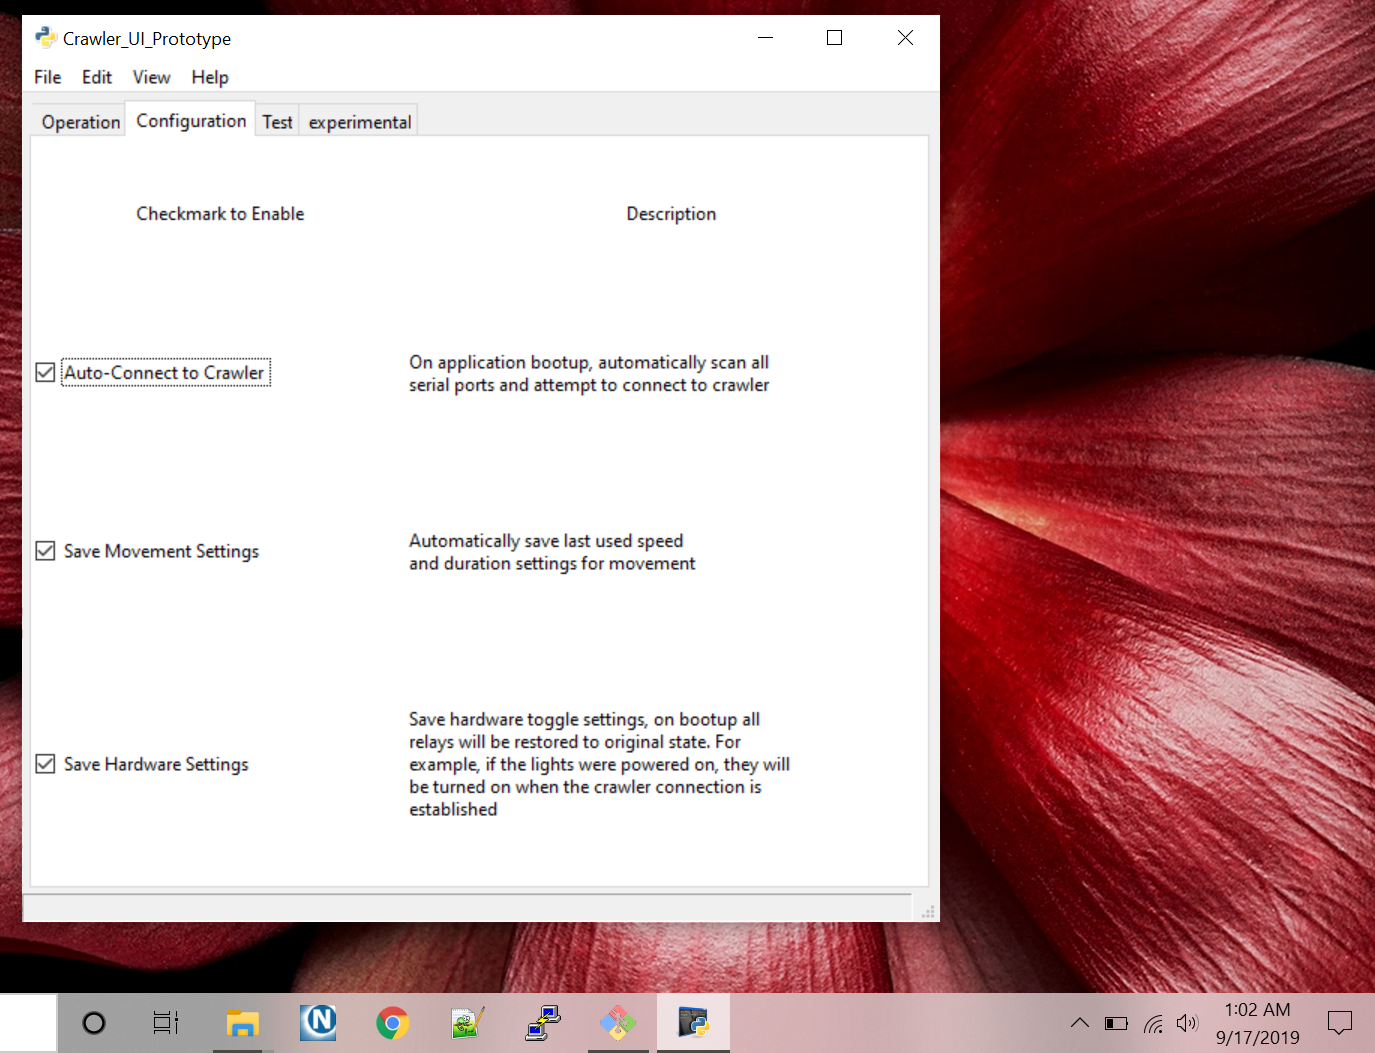 Crawler_UI_Prototype
File Edit View Help
Operation Configuration Test experimental
Checkmark to Enable Description
Auto-Connect to Crawler
On application bootup, automatically scan all
serial ports and attempt to connect to crawler
Save Movement Settings
Automatically save last used speed
and duration settings for movement
Save Hardware Settings
Save hardware toggle settings, on bootup all
relays will be restored to original state. For
example, if the lights were powered on, they will
be turned on when the crawler connection is
established
N
1:02 AM
9/17/2019